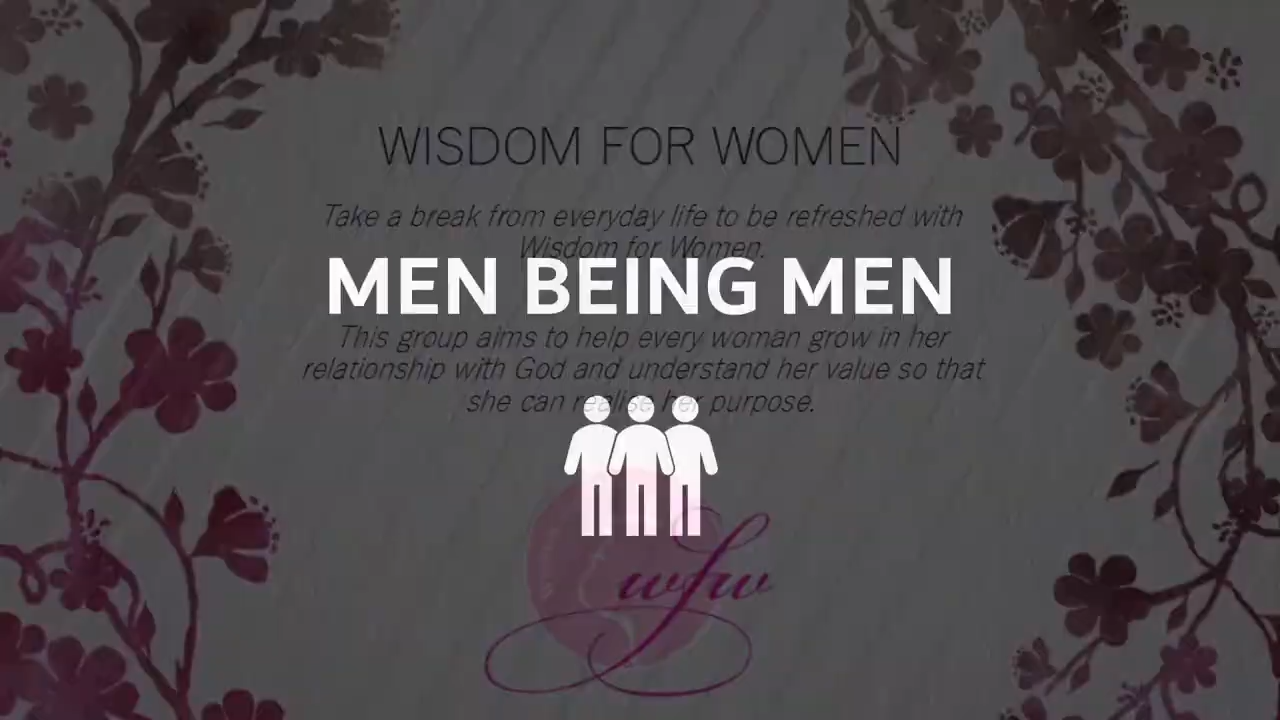 WISDOM FOR WOMEN
Take a break from everyday life to be refreshed with
Wisdom for Women.
MEN BEING MEN
This group aims to help every woman grow in her
relationship with God and understand her value so that
she can realise her purpose.
wfw